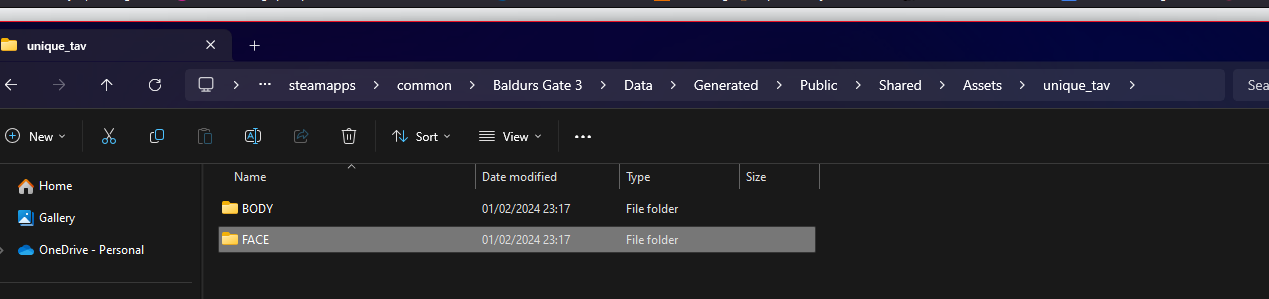 unique_tav
steamapps > common > Baldurs Gate 3 > Data > Generated > Public > Shared > Assets > unique_tav > Sea
New Sort View
Name Date modified Type Size
Home
BODY 01/02/2024 23:17 File folder
Gallery
FACE 01/02/2024 23:17 File folder
OneDrive - Personal